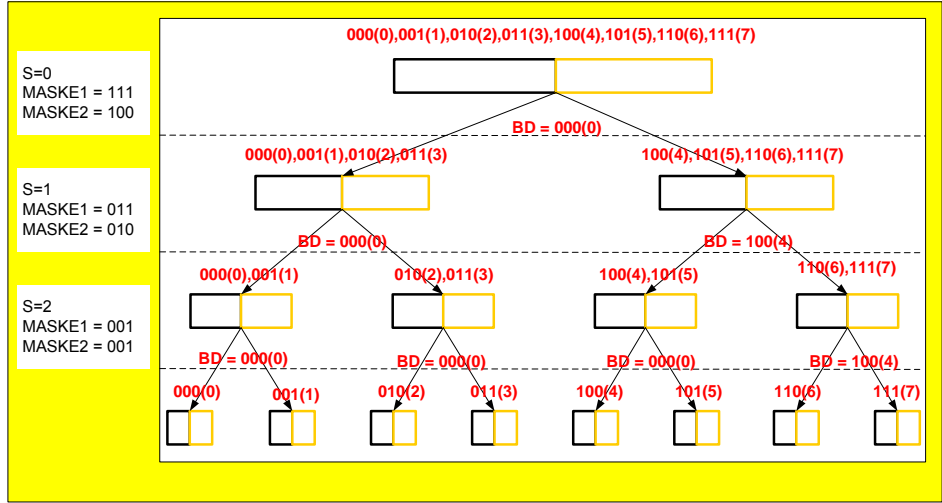 000(0),001(1),010(2),011(3),100(4),101(5),110(6),111(7)
S=0
MASKE1 = 111
MASKE2 = 100
BD = 000(0)
000(0),001(1),010(2),011(3)
100(4),101(5),110(6),111(7)
S=1
MASKE1 = 011
MASKE2 = 010
BD = 000(0)
BD = 100(4)
000(0),001(1)
010(2),011(3)
100(4),101(5)
110(6),111(7)
S=2
MASKE1 = 001
MASKE2 = 001
BD = 000(0)
BD = 000(0)
BD = 000(0)
BD = 100(4)
000(0)
001(1)
010(2)
011(3)
100(4)
101(5)
110(6)
111(7)